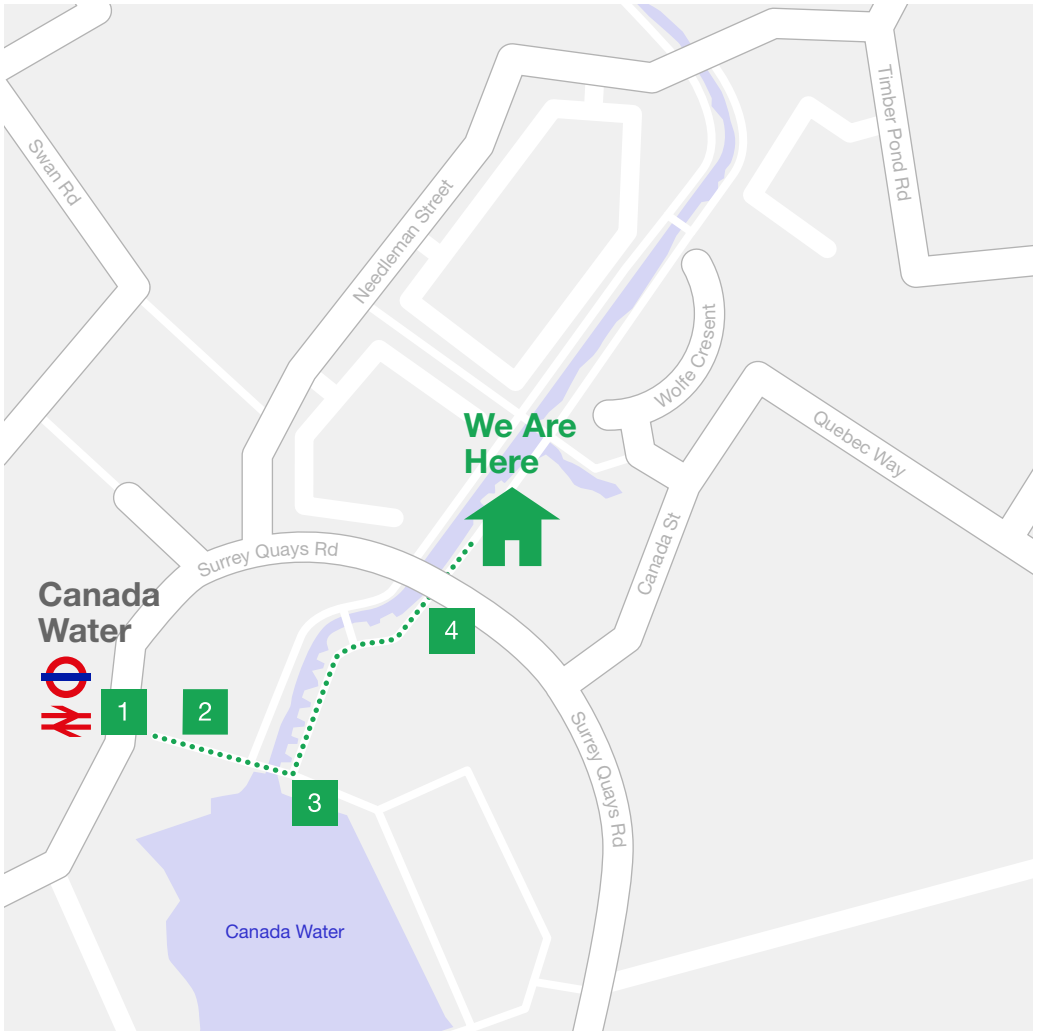 Timber Pond Rd
Swan Rd
Needleman Street
Wolfe Cresent
We Are
Here
Quebec Way
Canada St
Surrey Quays Rd
Canada
Water
4
1
2
Surrey Quays Rd
3
Canada Water